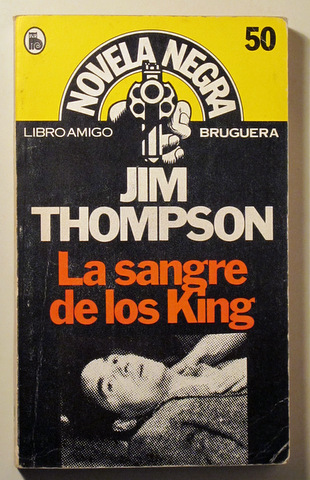 50
NOVELA NEGRA
LIBRO AMIGO BRUGUERA
JIM
THOMPSON
La sangre
de los King